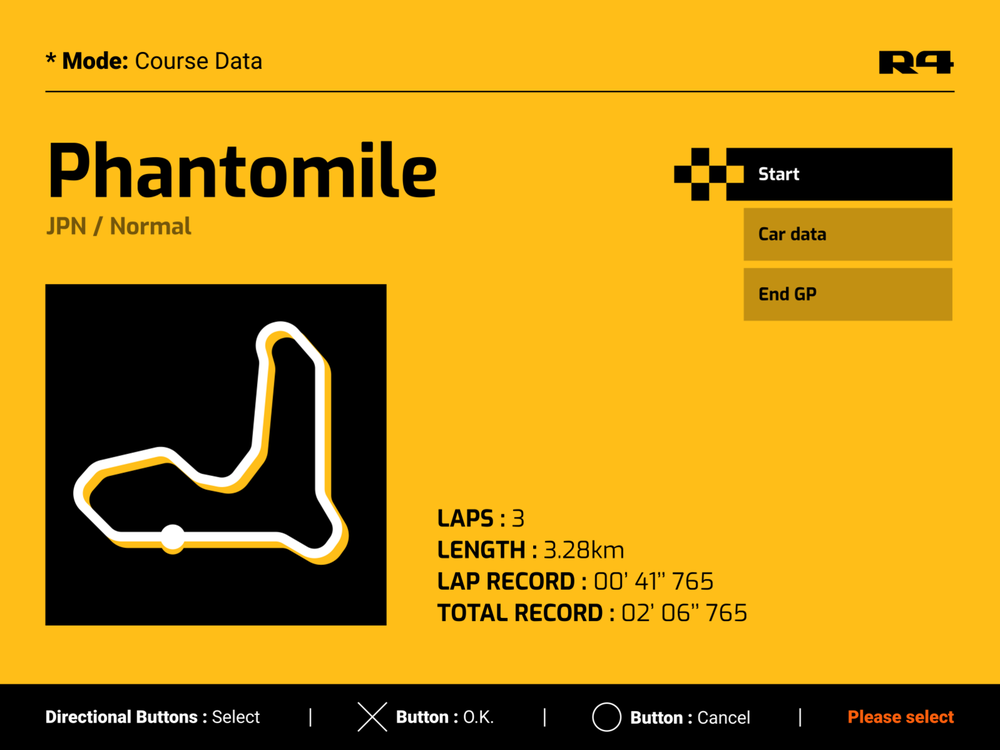 * Mode: Course Data
R4
Phantomile
JPN / Normal
Start
Car data
End GP
LAPS : 3
LENGTH : 3.28km
LAP RECORD : 00’ 41” 765
TOTAL RECORD : 02’ 06” 765
Directional Buttons : Select | Button : O.K. | Button : Cancel | Please select